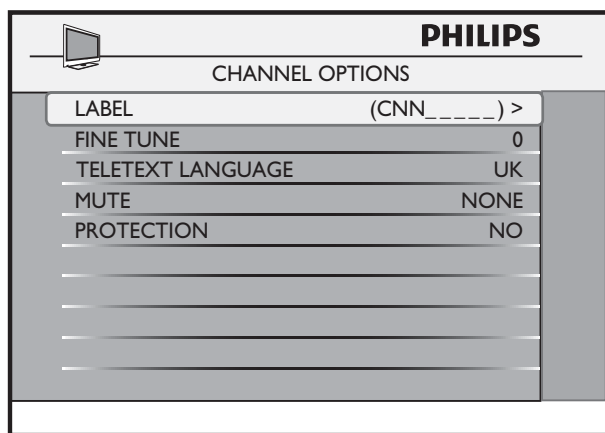 PHILIPS
CHANNEL OPTIONS
LABEL (CNN_____) >
FINE TUNE 0
TELETEXT LANGUAGE UK
MUTE NONE
PROTECTION NO